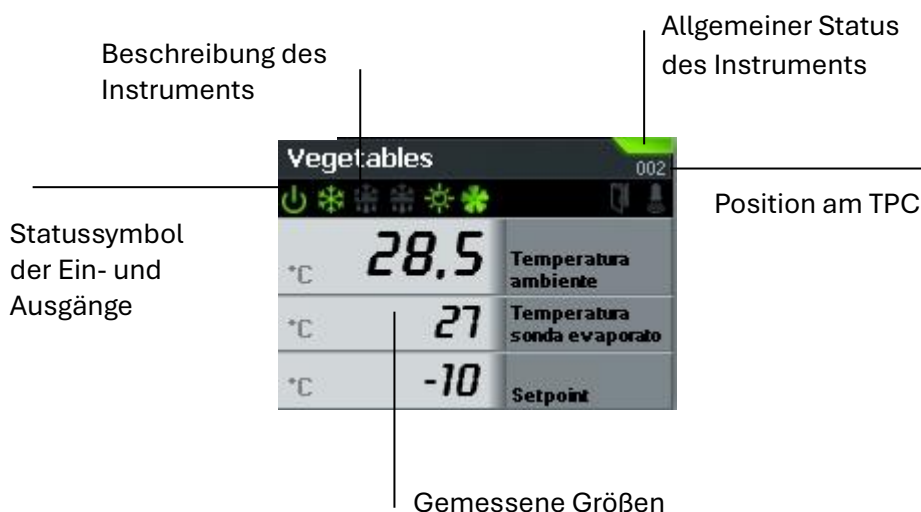 Allgemeiner Status
des Instruments
Beschreibung des
Instruments
Vegetables
002
Position am TPC
Statussymbol
der Ein- und
Ausgänge
°C 28.5 Temperatura
ambiente
°C 27 Temperatura
sonda evaporato
°C -10 Setpoint
Gemessene Größen